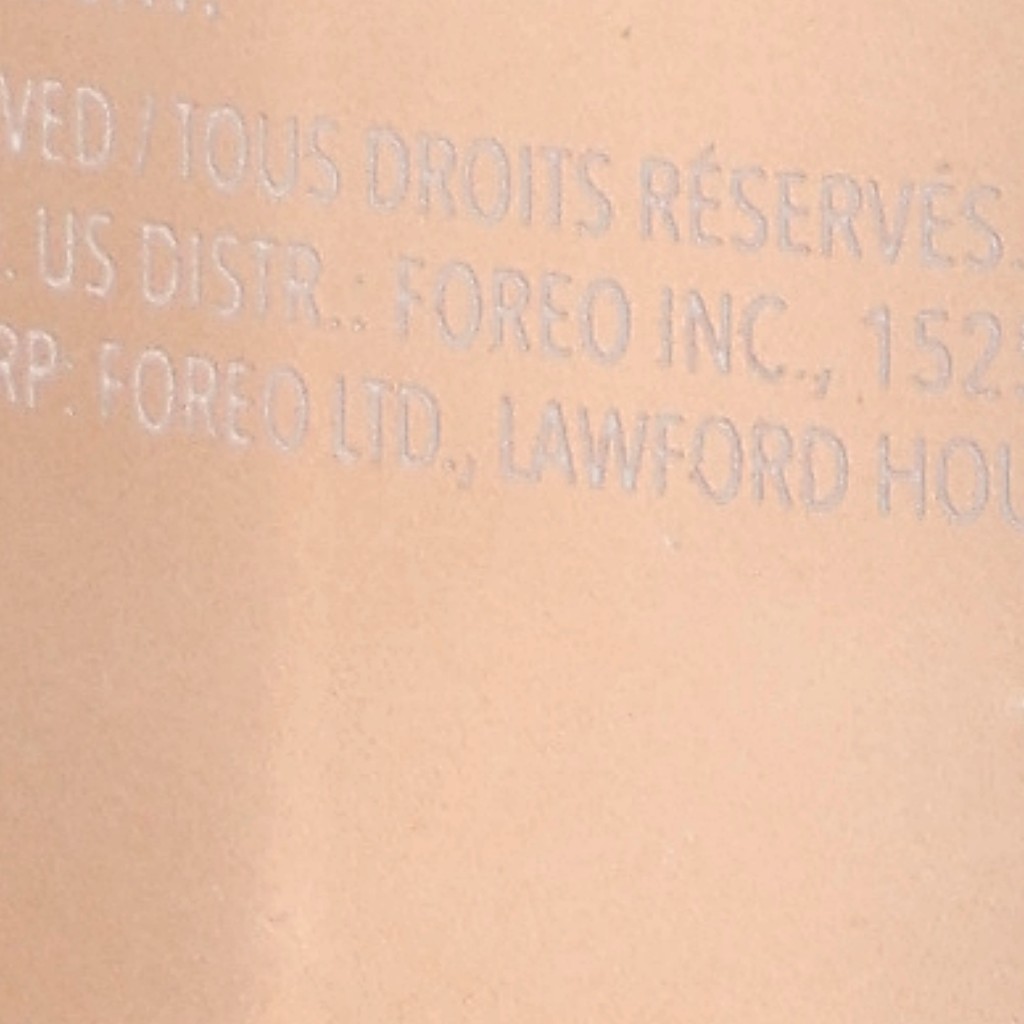 VED / TOUS DROITS RÉSERVÉS.
. US DISTR.: FOREO INC., 152
RP: FOREO LTD., LAWFORD HOU